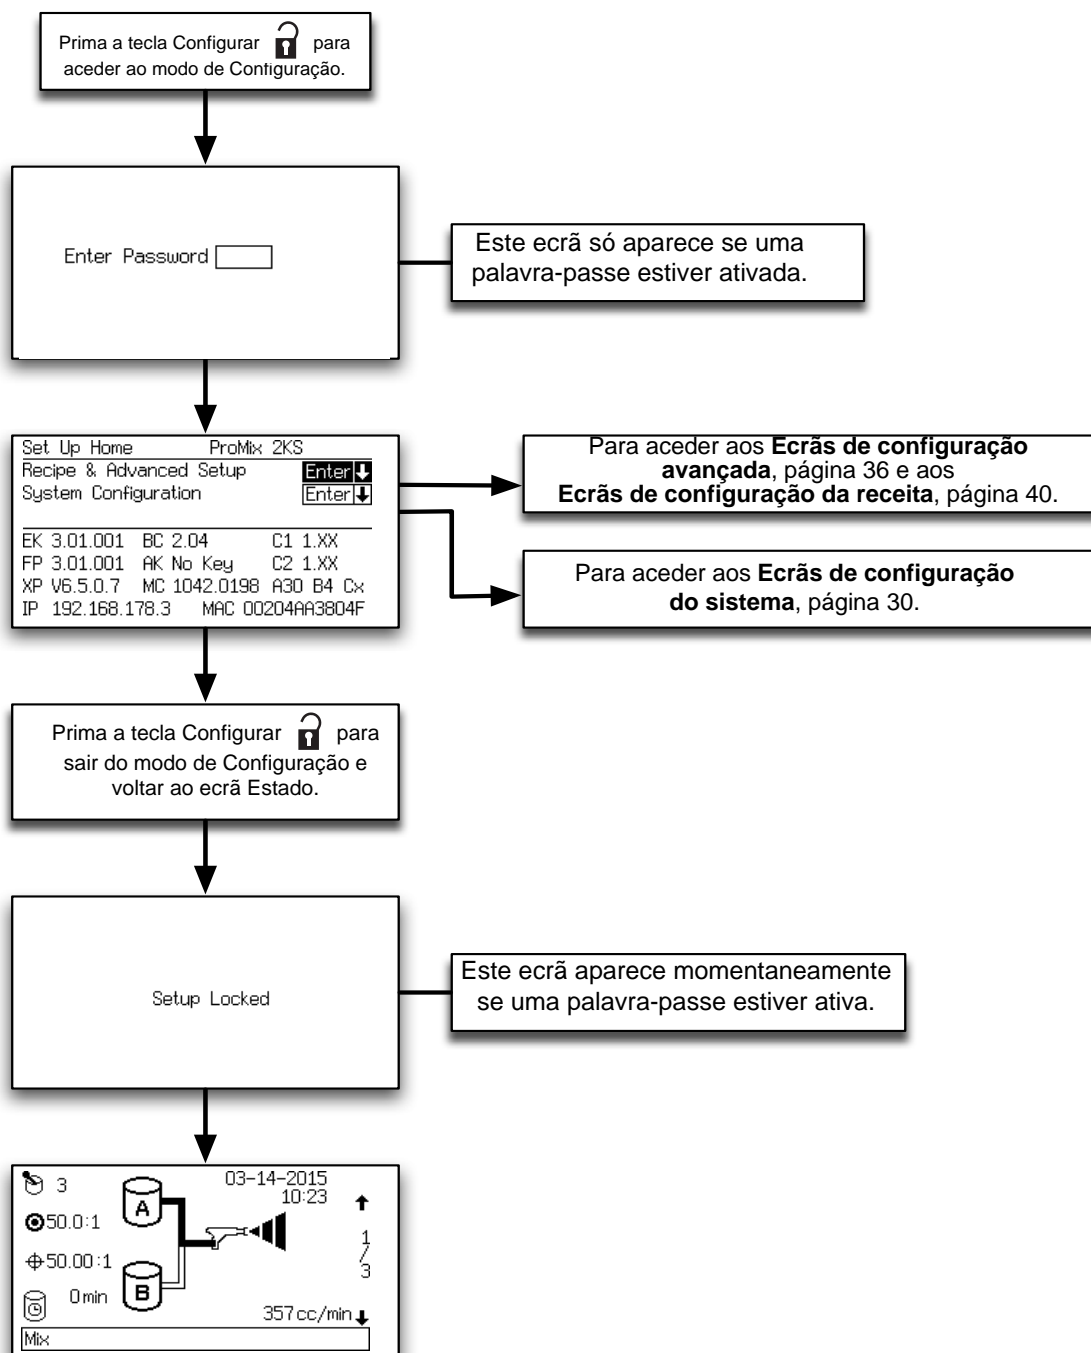 Prima a tecla Configurar para
aceder ao modo de Configuração.
Enter Password
Este ecrã só aparece se uma
palavra-passe estiver ativada.
Set Up Home ProMix 2KS
Recipe & Advanced Setup Enter
System Configuration Enter
EK 3.01.001 BC 2.04 C1 1.XX
FP 3.01.001 AK No Key C2 1.XX
XP V6.5.0.7 MC 1042.0198 A30 B4 Cx
IP 192.168.178.3 MAC 00204AA3804F
Para aceder aos Ecrãs de configuração
avançada, página 36 e aos
Ecrãs de configuração da receita, página 40.
Para aceder aos Ecrãs de configuração
do sistema, página 30.
Prima a tecla Configurar para
sair do modo de Configuração e
voltar ao ecrã Estado.
Setup Locked
Este ecrã aparece momentaneamente
se uma palavra-passe estiver ativa.
3
03-14-2015
10:23
A
50.0:1
1
/
3
50.00:1
B
0min
357cc/min
Mix